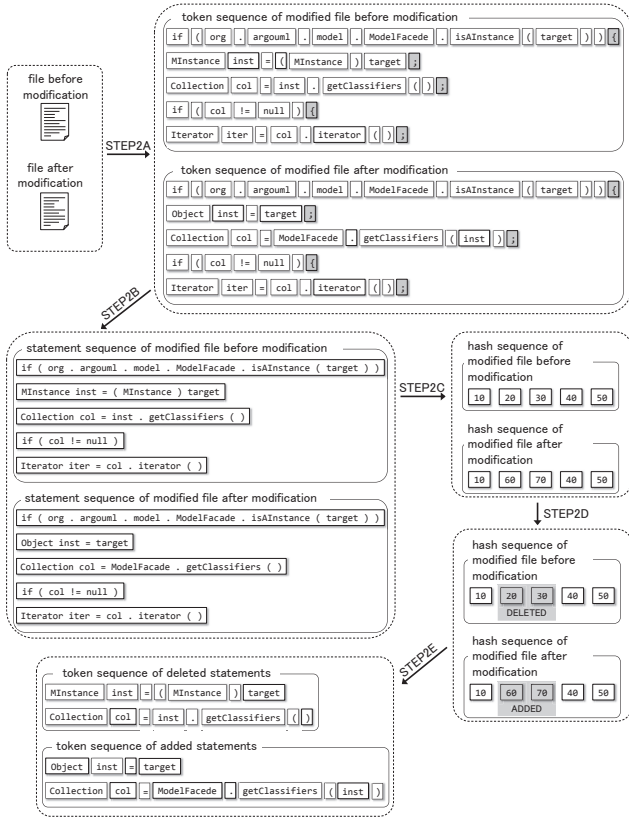 file before
modification
file after
modification
STEP2A
token sequence of modified file before modification
if ( org . argouml . model . ModelFacede . isAInstance ( target ) ) {
MInstance inst = ( MInstance ) target ;
Collection col = inst . getClassifiers ( ) ;
if ( col != null ) {
Iterator iter = col . iterator ( ) ;
token sequence of modified file after modification
if ( org . argouml . model . ModelFacede . isAInstance ( target ) ) {
Object inst = target ;
Collection col = ModelFacede . getClassifiers ( inst ) ;
if ( col != null ) {
Iterator iter = col . iterator ( ) ;
STEP2B
statement sequence of modified file before modification
if ( org . argouml . model . ModelFacade . isAInstance ( target ) )
MInstance inst = ( MInstance ) target
Collection col = inst . getClassifiers ( )
if ( col != null )
Iterator iter = col . iterator ( )
statement sequence of modified file after modification
if ( org . argouml . model . ModelFacade . isAInstance ( target ) )
Object inst = target
Collection col = ModelFacade . getClassifiers ( )
if ( col != null )
Iterator iter = col . iterator ( )
STEP2C
hash sequence of
modified file before
modification
10 20 30 40 50
hash sequence of
modified file after
modification
10 60 70 40 50
STEP2D
hash sequence of
modified file before
modification
10 20 30 40 50
DELETED
hash sequence of
modified file after
modification
10 60 70 40 50
ADDED
STEP2E
token sequence of deleted statements
MInstance inst = ( MInstance ) target
Collection col = inst . getClassifiers ( )
token sequence of added statements
Object inst = target
Collection col = ModelFacede . getClassifiers ( inst )